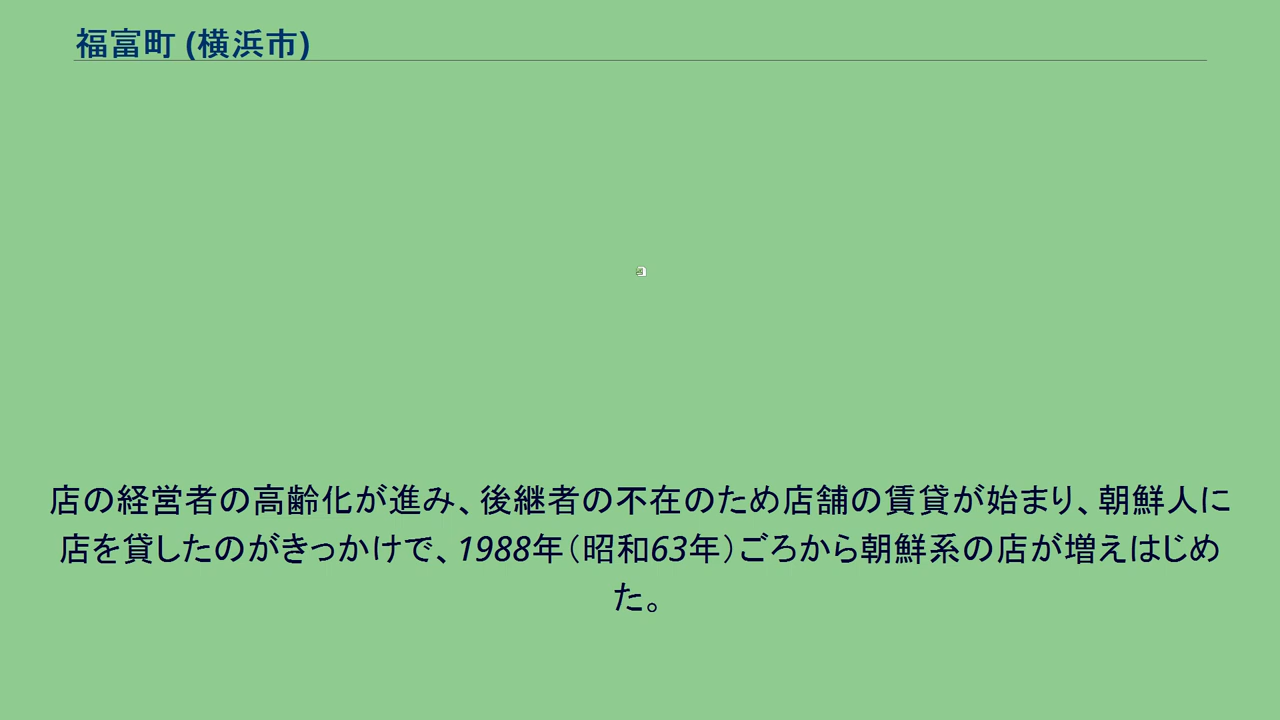 福富町 (横浜市)
店の経営者の高齢化が進み、後継者の不在のため店舗の賃貸が始まり、朝鮮人に
店を貸したのがきっかけで、1988年（昭和63年）ごろから朝鮮系の店が増えはじめ
た。